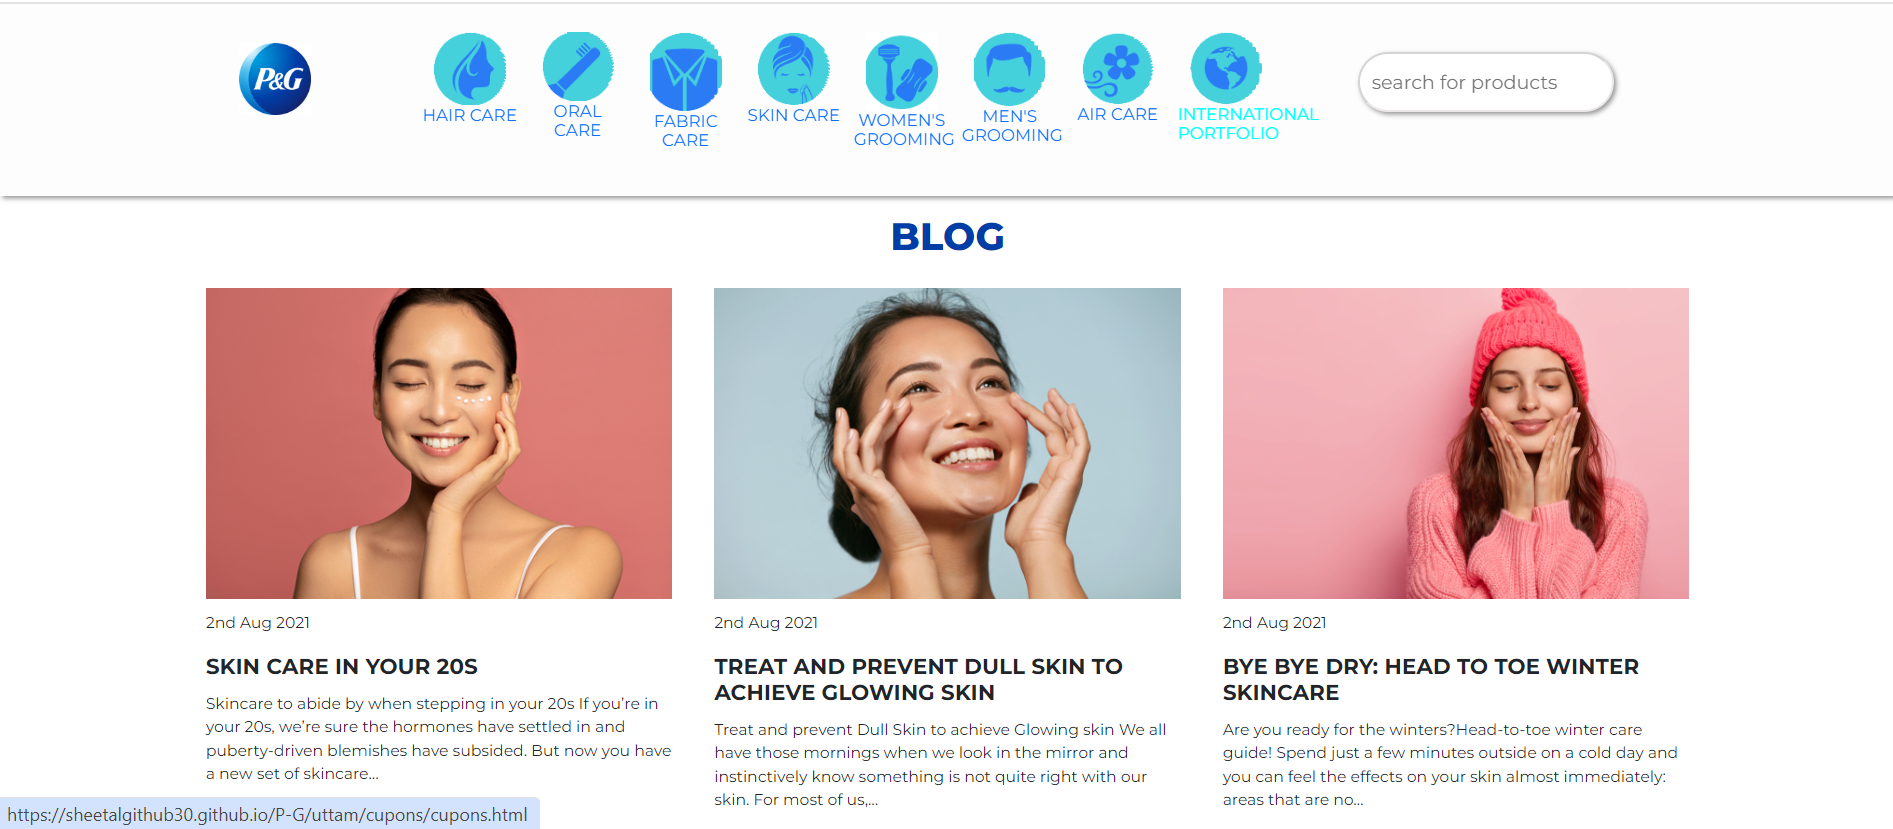 P&G
HAIR CARE
ORAL
CARE
FABRIC
CARE
SKIN CARE
WOMEN'S
GROOMING
MEN'S
GROOMING
AIR CARE
INTERNATIONAL
PORTFOLIO
search for products
BLOG
2nd Aug 2021
SKIN CARE IN YOUR 20S
Skincare to abide by when stepping in your 20s If you’re in
your 20s, we’re sure the hormones have settled in and
puberty-driven blemishes have subsided. But now you have
a new set of skincare...
2nd Aug 2021
TREAT AND PREVENT DULL SKIN TO
ACHIEVE GLOWING SKIN
Treat and prevent Dull Skin to achieve Glowing skin We all
have those mornings when we look in the mirror and
instinctively know something is not quite right with our
skin. For most of us,...
2nd Aug 2021
BYE BYE DRY: HEAD TO TOE WINTER
SKINCARE
Are you ready for the winters?Head-to-toe winter care
guide! Spend just a few minutes outside on a cold day and
you can feel the effects on your skin almost immediately:
areas that are no...
https://sheetalgithub30.github.io/P-G/uttam/cupons/cupons.html